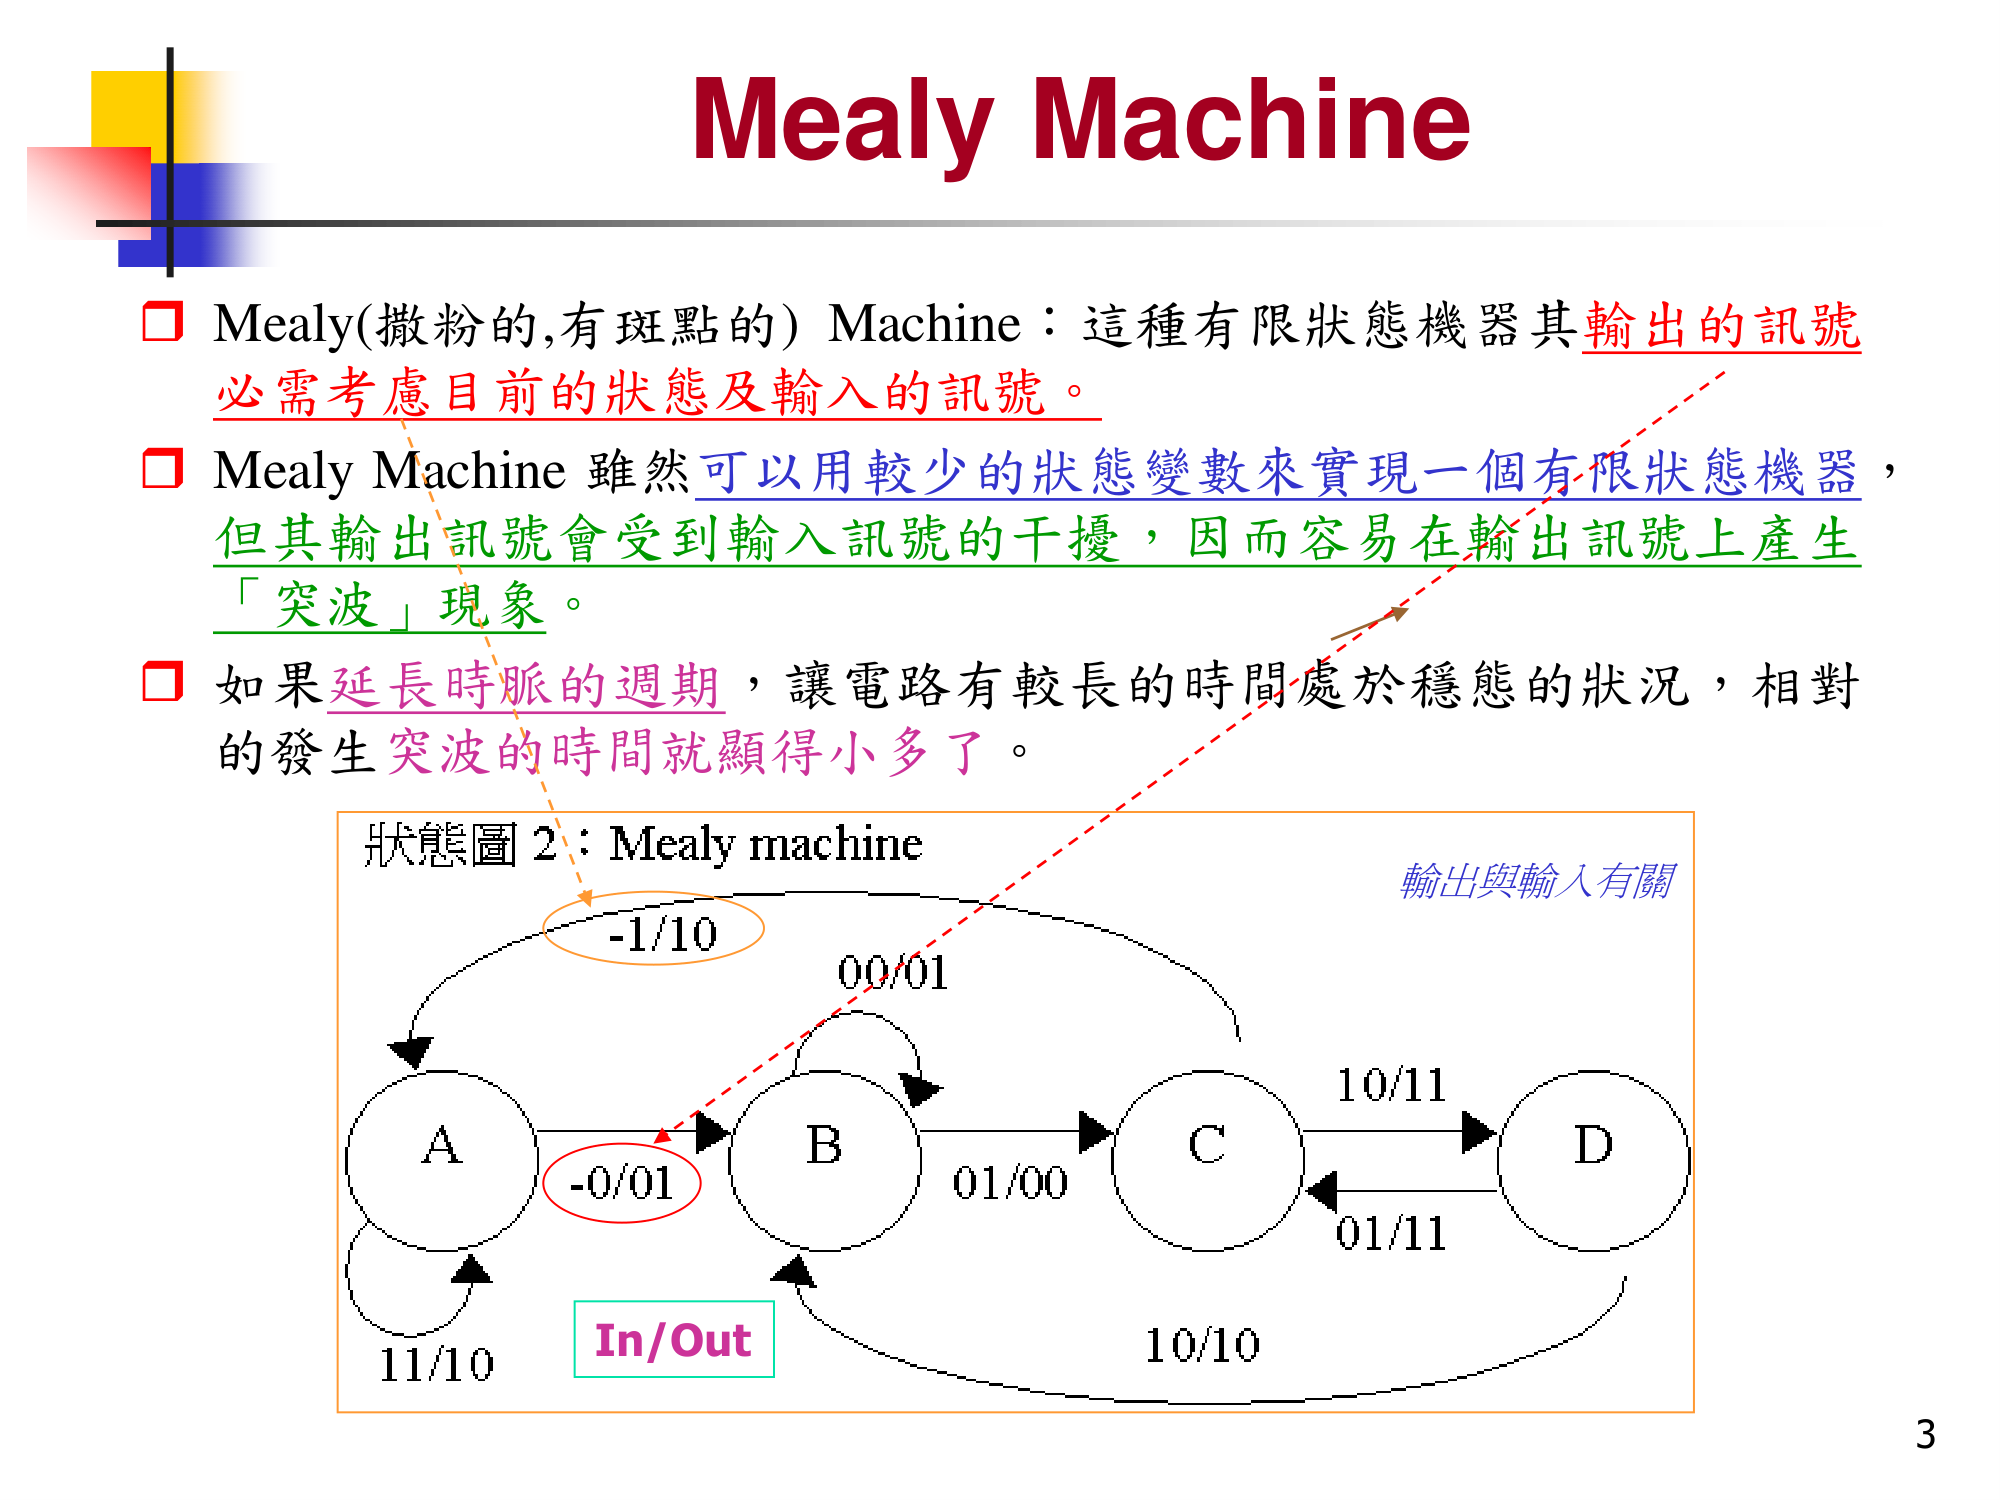 Mealy Machine
Mealy(撒粉的,有斑點的) Machine：這種有限狀態機器其輸出的訊號
必需考慮目前的狀態及輸入的訊號。
Mealy Machine 雖然可以用較少的狀態變數來實現一個有限狀態機器，
但其輸出訊號會受到輸入訊號的干擾，因而容易在輸出訊號上產生
「突波」現象。
如果延長時脈的週期，讓電路有較長的時間處於穩態的狀況，相對
的發生突波的時間就顯得小多了。
狀態圖 2：Mealy machine
輸出與輸入有關
-1/10
00/01
10/11
A
B
C
D
-0/01
01/00
01/11
In/Out
11/10
10/10
3